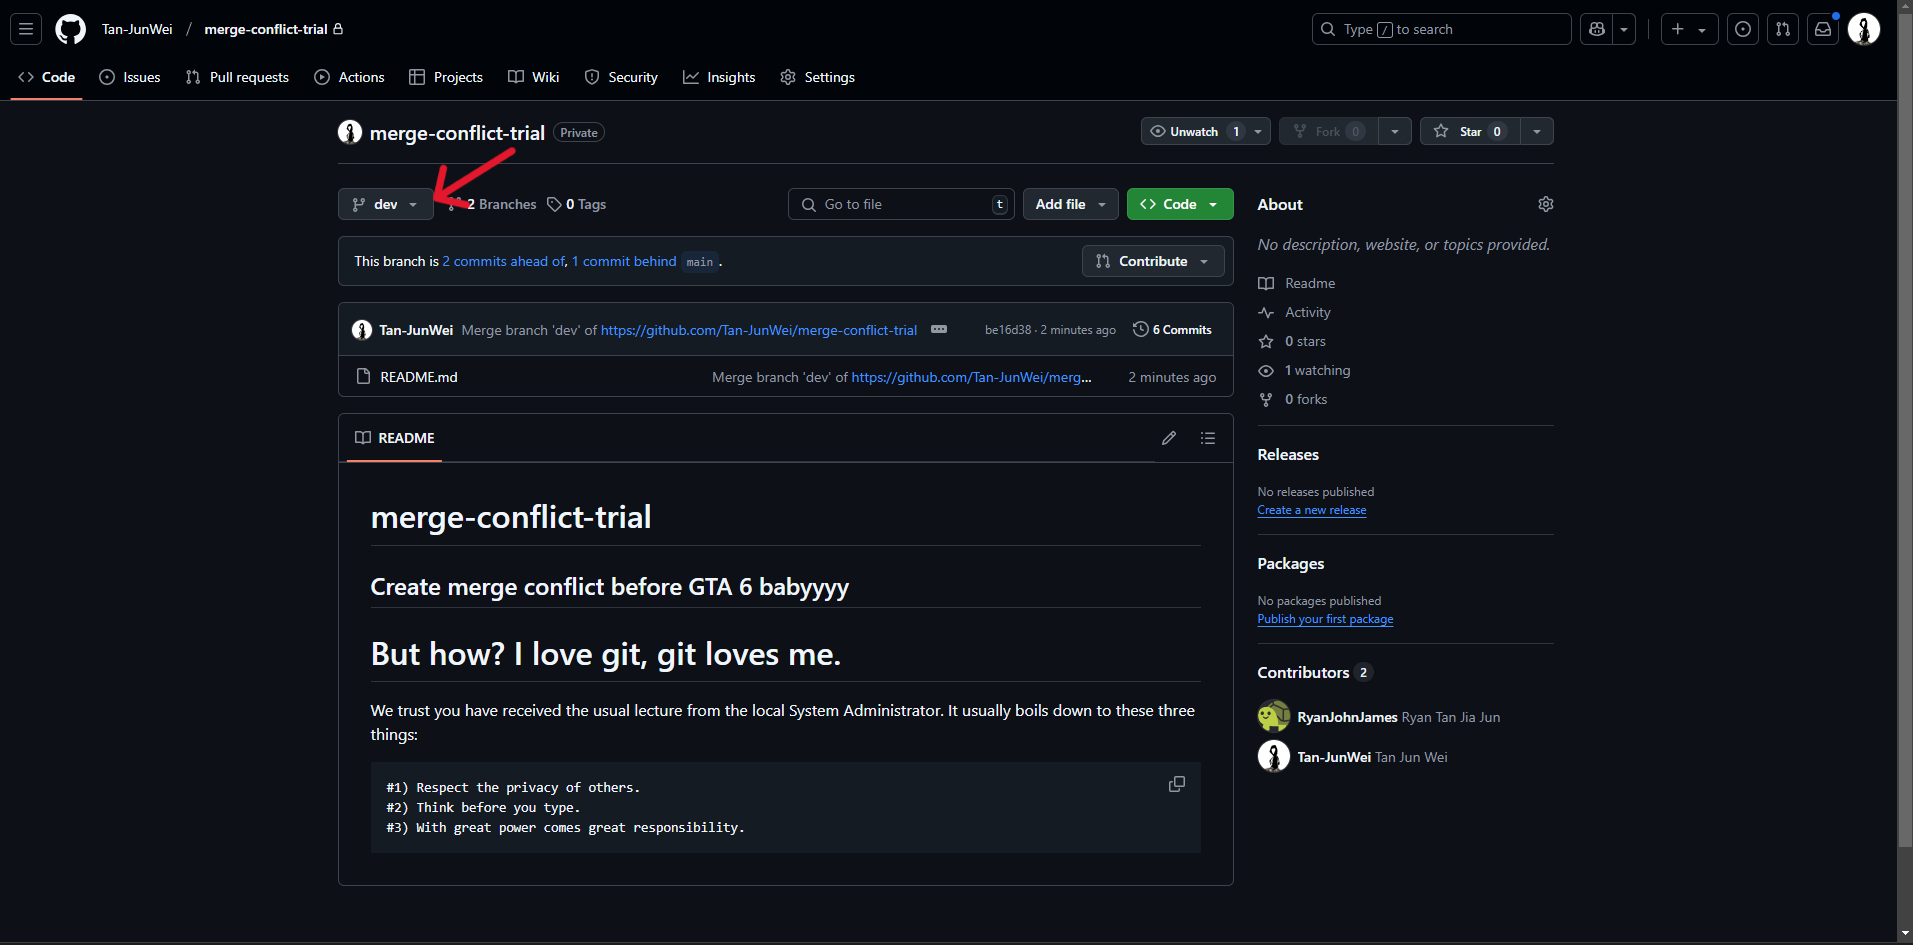 Tan-JunWei / merge-conflict-trial
Type / to search
Code Issues Pull requests Actions Projects Wiki Security Insights Settings
merge-conflict-trial Private
Unwatch 1 Fork 0 Star 0
dev 2 Branches 0 Tags
Go to file t Add file Code
This branch is 2 commits ahead of, 1 commit behind main .
Contribute
Tan-JunWei Merge branch 'dev' of https://github.com/Tan-JunWei/merge-conflict-trial be16d38 · 2 minutes ago 6 Commits
README.md Merge branch 'dev' of https://github.com/Tan-JunWei/merg... 2 minutes ago
README
merge-conflict-trial
Create merge conflict before GTA 6 babyyyy
But how? I love git, git loves me.
We trust you have received the usual lecture from the local System Administrator. It usually boils down to these three
things:
#1) Respect the privacy of others.
#2) Think before you type.
#3) With great power comes great responsibility.
About
No description, website, or topics provided.
Readme
Activity
0 stars
1 watching
0 forks
Releases
No releases published
Create a new release
Packages
No packages published
Publish your first package
Contributors 2
RyanJohnJames Ryan Tan Jia Jun
Tan-JunWei Tan Jun Wei